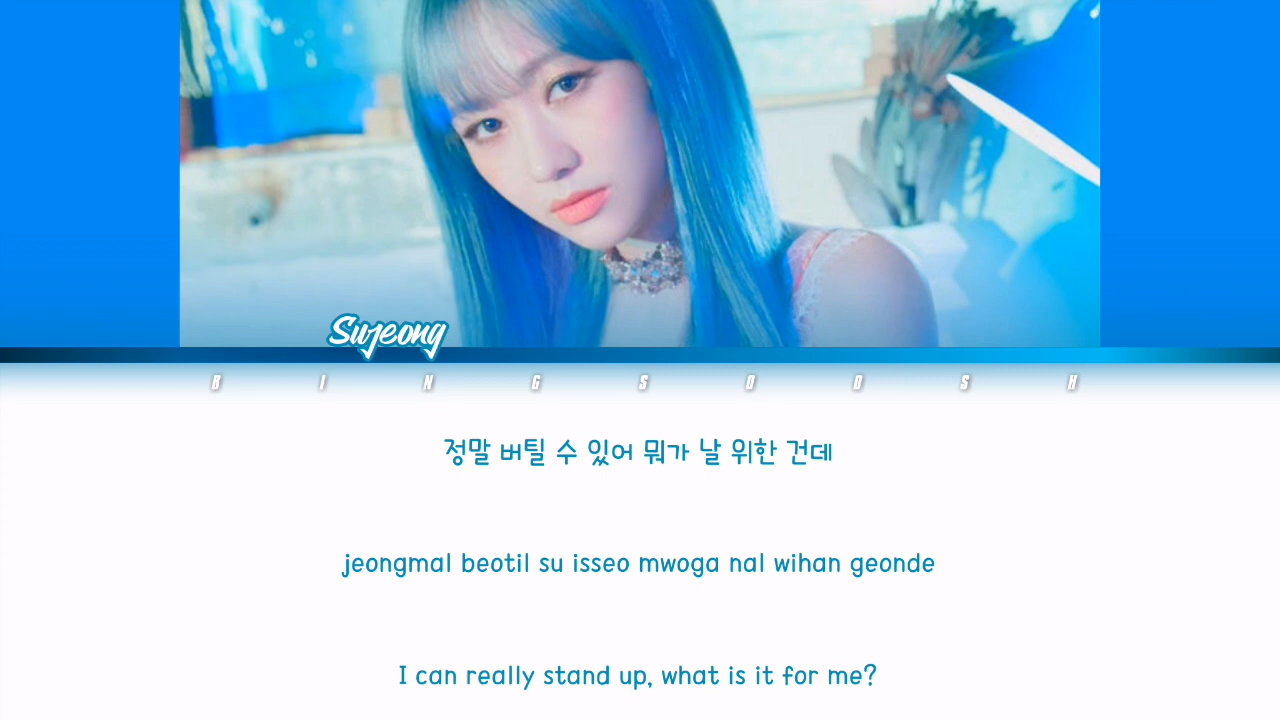 Sujeong
BINGSOOSH
정말 버틸 수 있어 뭐가 날 위한 건데
jeongmal beotil su isseo mwoga nal wihan geonde
I can really stand up, what is it for me?